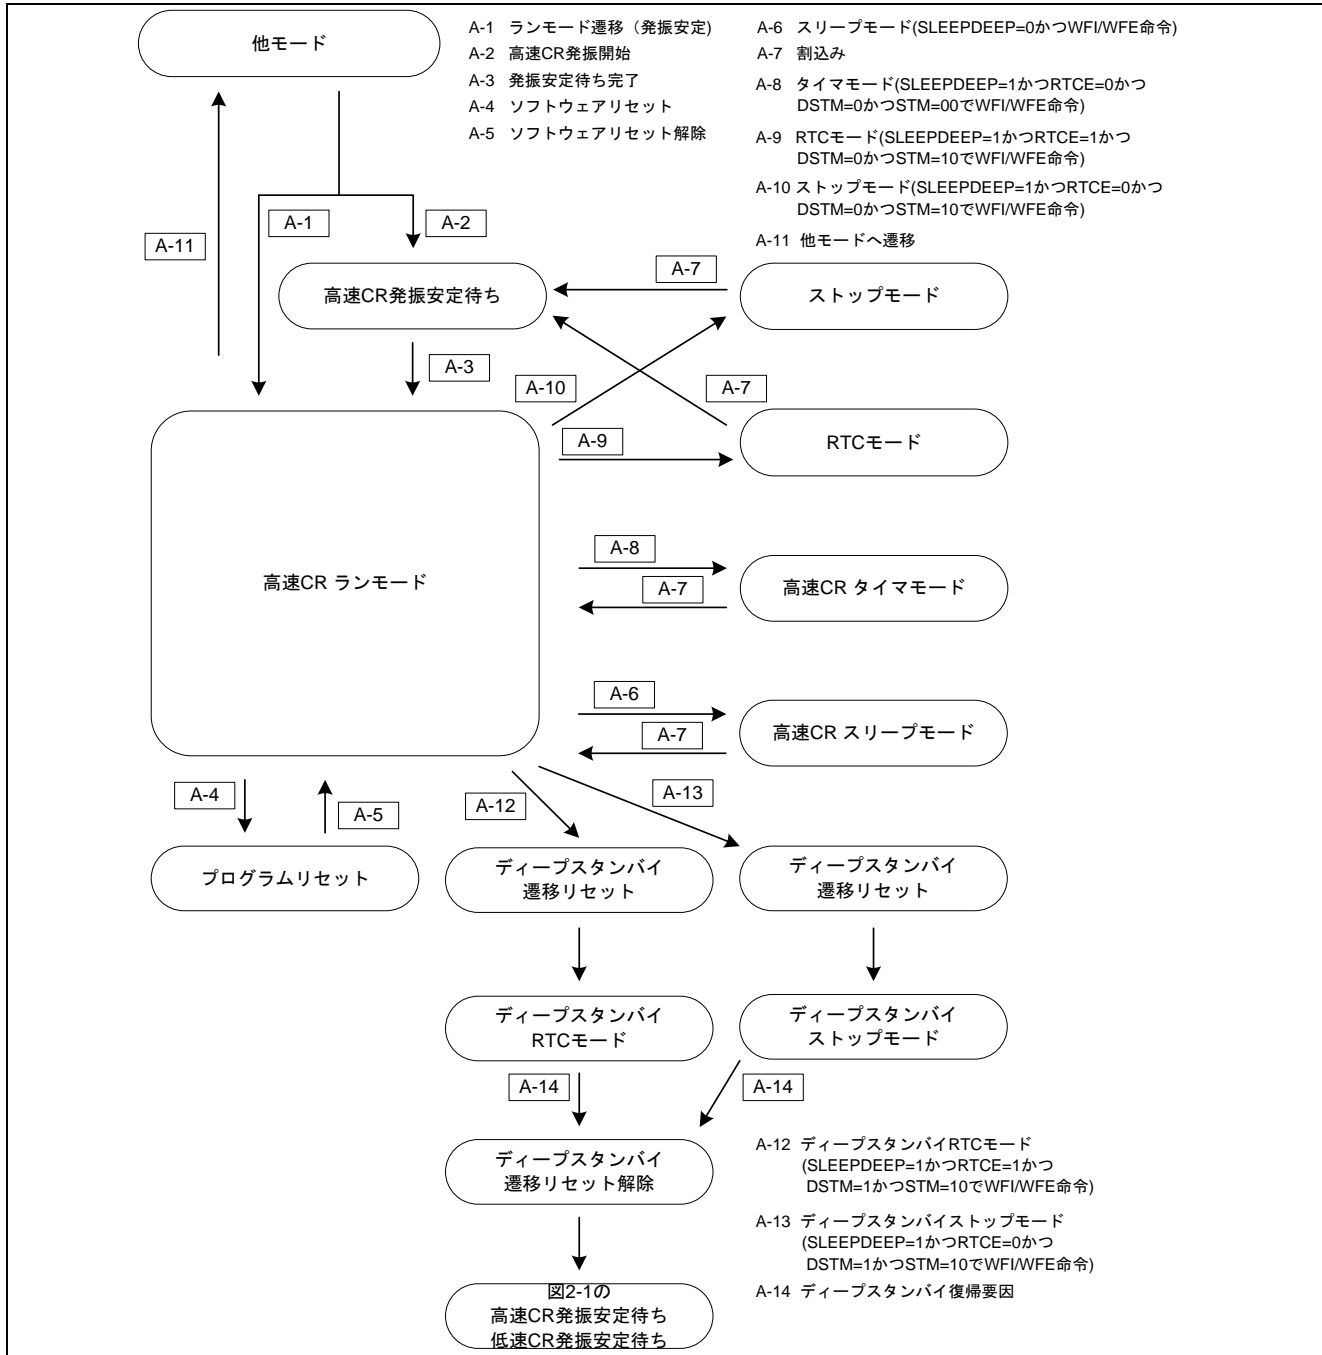 他モード
A-1 ランモード遷移（発振安定)
A-2 高速CR発振開始
A-3 発振安定待ち完了
A-4 ソフトウェアリセット
A-5 ソフトウェアリセット解除
A-6 スリープモード(SLEEPDEEP=0かつWFI/WFE命令)
A-7 割込み
A-8 タイマモード(SLEEPDEEP=1かつRTCE=0かつ
DSTM=0かつSTM=00でWFI/WFE命令)
A-9 RTCモード(SLEEPDEEP=1かつRTCE=1かつ
DSTM=0かつSTM=10でWFI/WFE命令)
A-10 ストップモード(SLEEPDEEP=1かつRTCE=0かつ
DSTM=0かつSTM=10でWFI/WFE命令)
A-11 他モードへ遷移
A-11
A-1
A-2
高速CR発振安定待ち
A-7
ストップモード
A-3
A-10
A-7
A-9
RTCモード
高速CR ランモード
A-8
A-7
高速CR タイマモード
A-6
A-7
高速CR スリープモード
A-4
A-5
A-12
A-13
プログラムリセット
ディープスタンバイ
遷移リセット
ディープスタンバイ
遷移リセット
ディープスタンバイ
RTCモード
ディープスタンバイ
ストップモード
A-14
A-14
ディープスタンバイ
遷移リセット解除
A-12 ディープスタンバイRTCモード
(SLEEPDEEP=1かつRTCE=1かつ
DSTM=1かつSTM=10でWFI/WFE命令)
A-13 ディープスタンバイストップモード
(SLEEPDEEP=1かつRTCE=0かつ
DSTM=1かつSTM=10でWFI/WFE命令)
A-14 ディープスタンバイ復帰要因
図2-1の
高速CR発振安定待ち
低速CR発振安定待ち